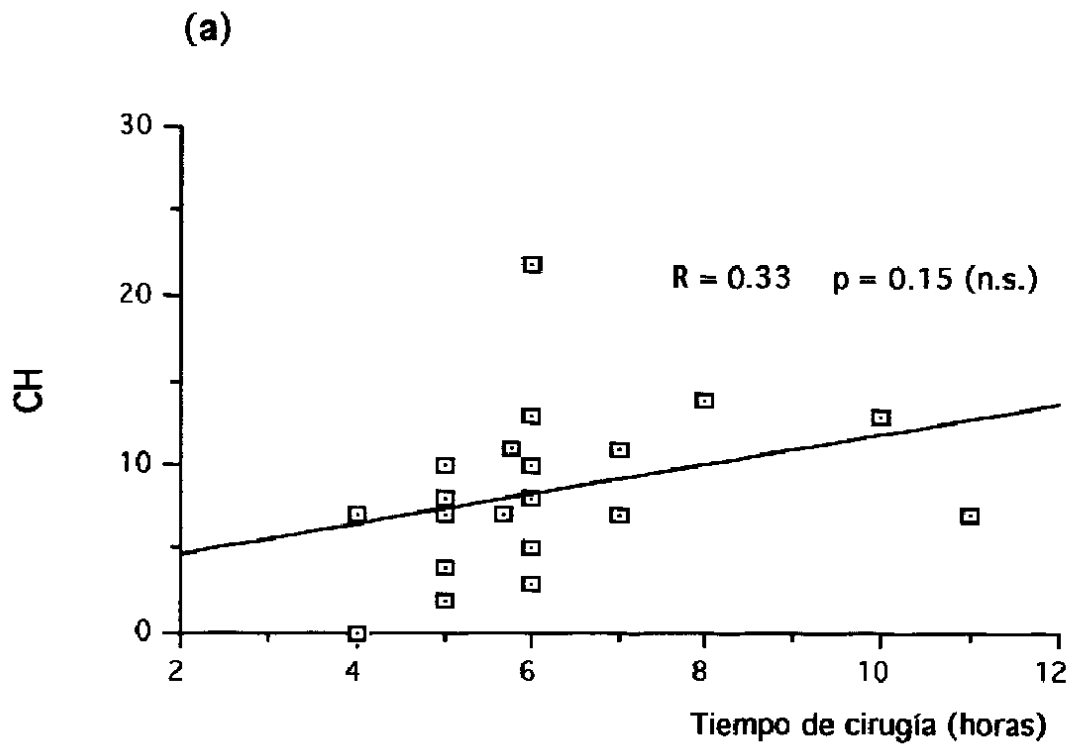 (a)
30
20
10
0
CH
R = 0.33 p = 0.15 (n.s.)
2 4 6 8 10 12
Tiempo de cirugía (horas)